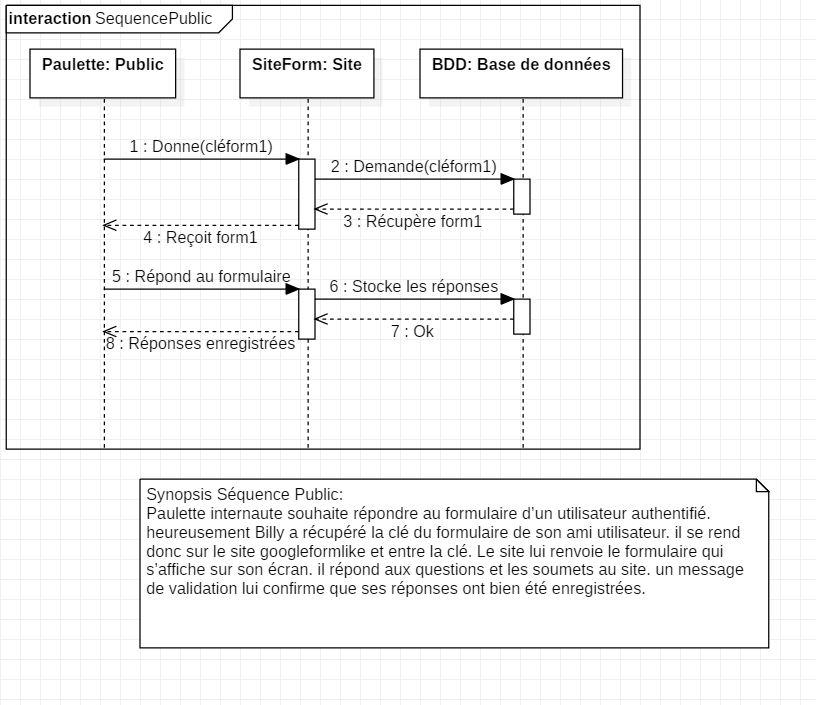 interaction SequencePublic
Paulette: Public
SiteForm: Site
BDD: Base de données
1 : Donne(cléform1)
2 : Demande(cléform1)
3 : Récupère form1
4 : Reçoit form1
5 : Répond au formulaire
6 : Stocke les réponses
7 : Ok
8 : Réponses enregistrées
Synopsis Séquence Public:
Paulette internaute souhaite répondre au formulaire d’un utilisateur authentifié.
heureusement Billy a récupéré la clé du formulaire de son ami utilisateur. il se rend
donc sur le site googleformlike et entre la clé. Le site lui renvoie le formulaire qui
s’affiche sur son écran. il répond aux questions et les soumets au site. un message
de validation lui confirme que ses réponses ont bien été enregistrées.